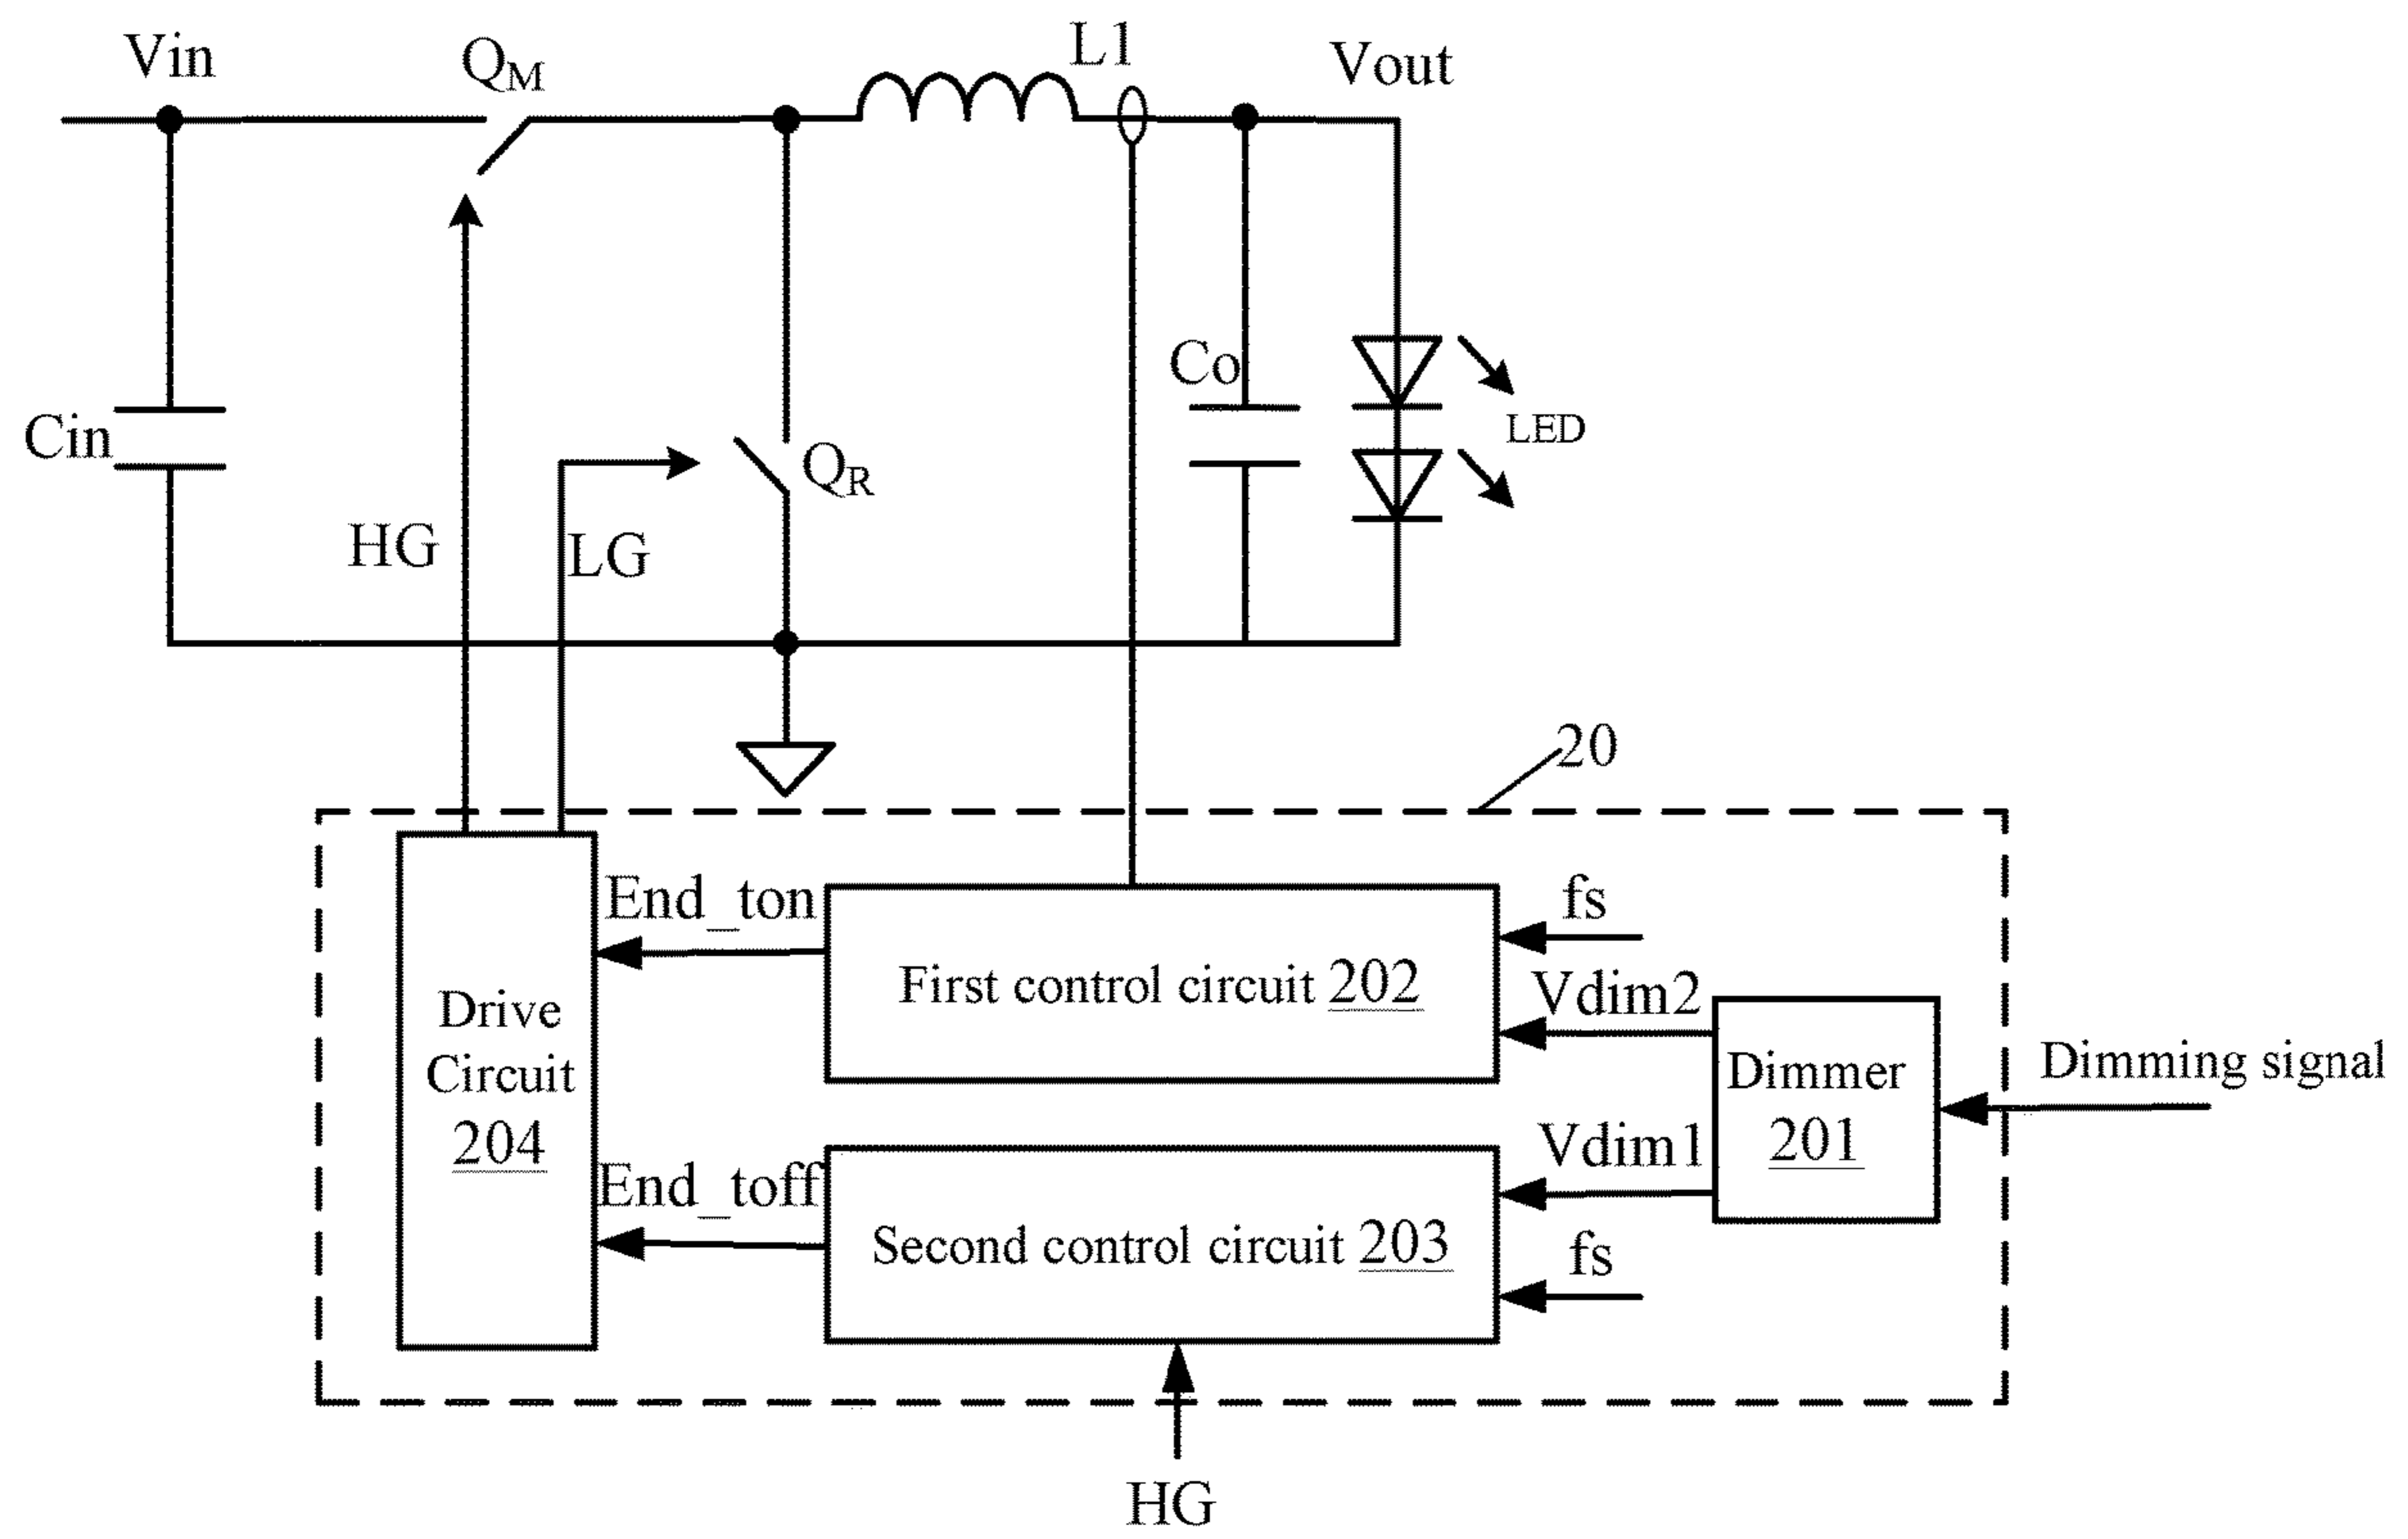 Vin
QM
L1
Vout
Cin
Co
LED
QR
HG
LG
20
End_ton
fs
First control circuit 202
Vdim2
Drive
Circuit
204
Dimmer
201
Dimming signal
Vdim1
End_toff
Second control circuit 203
fs
HG